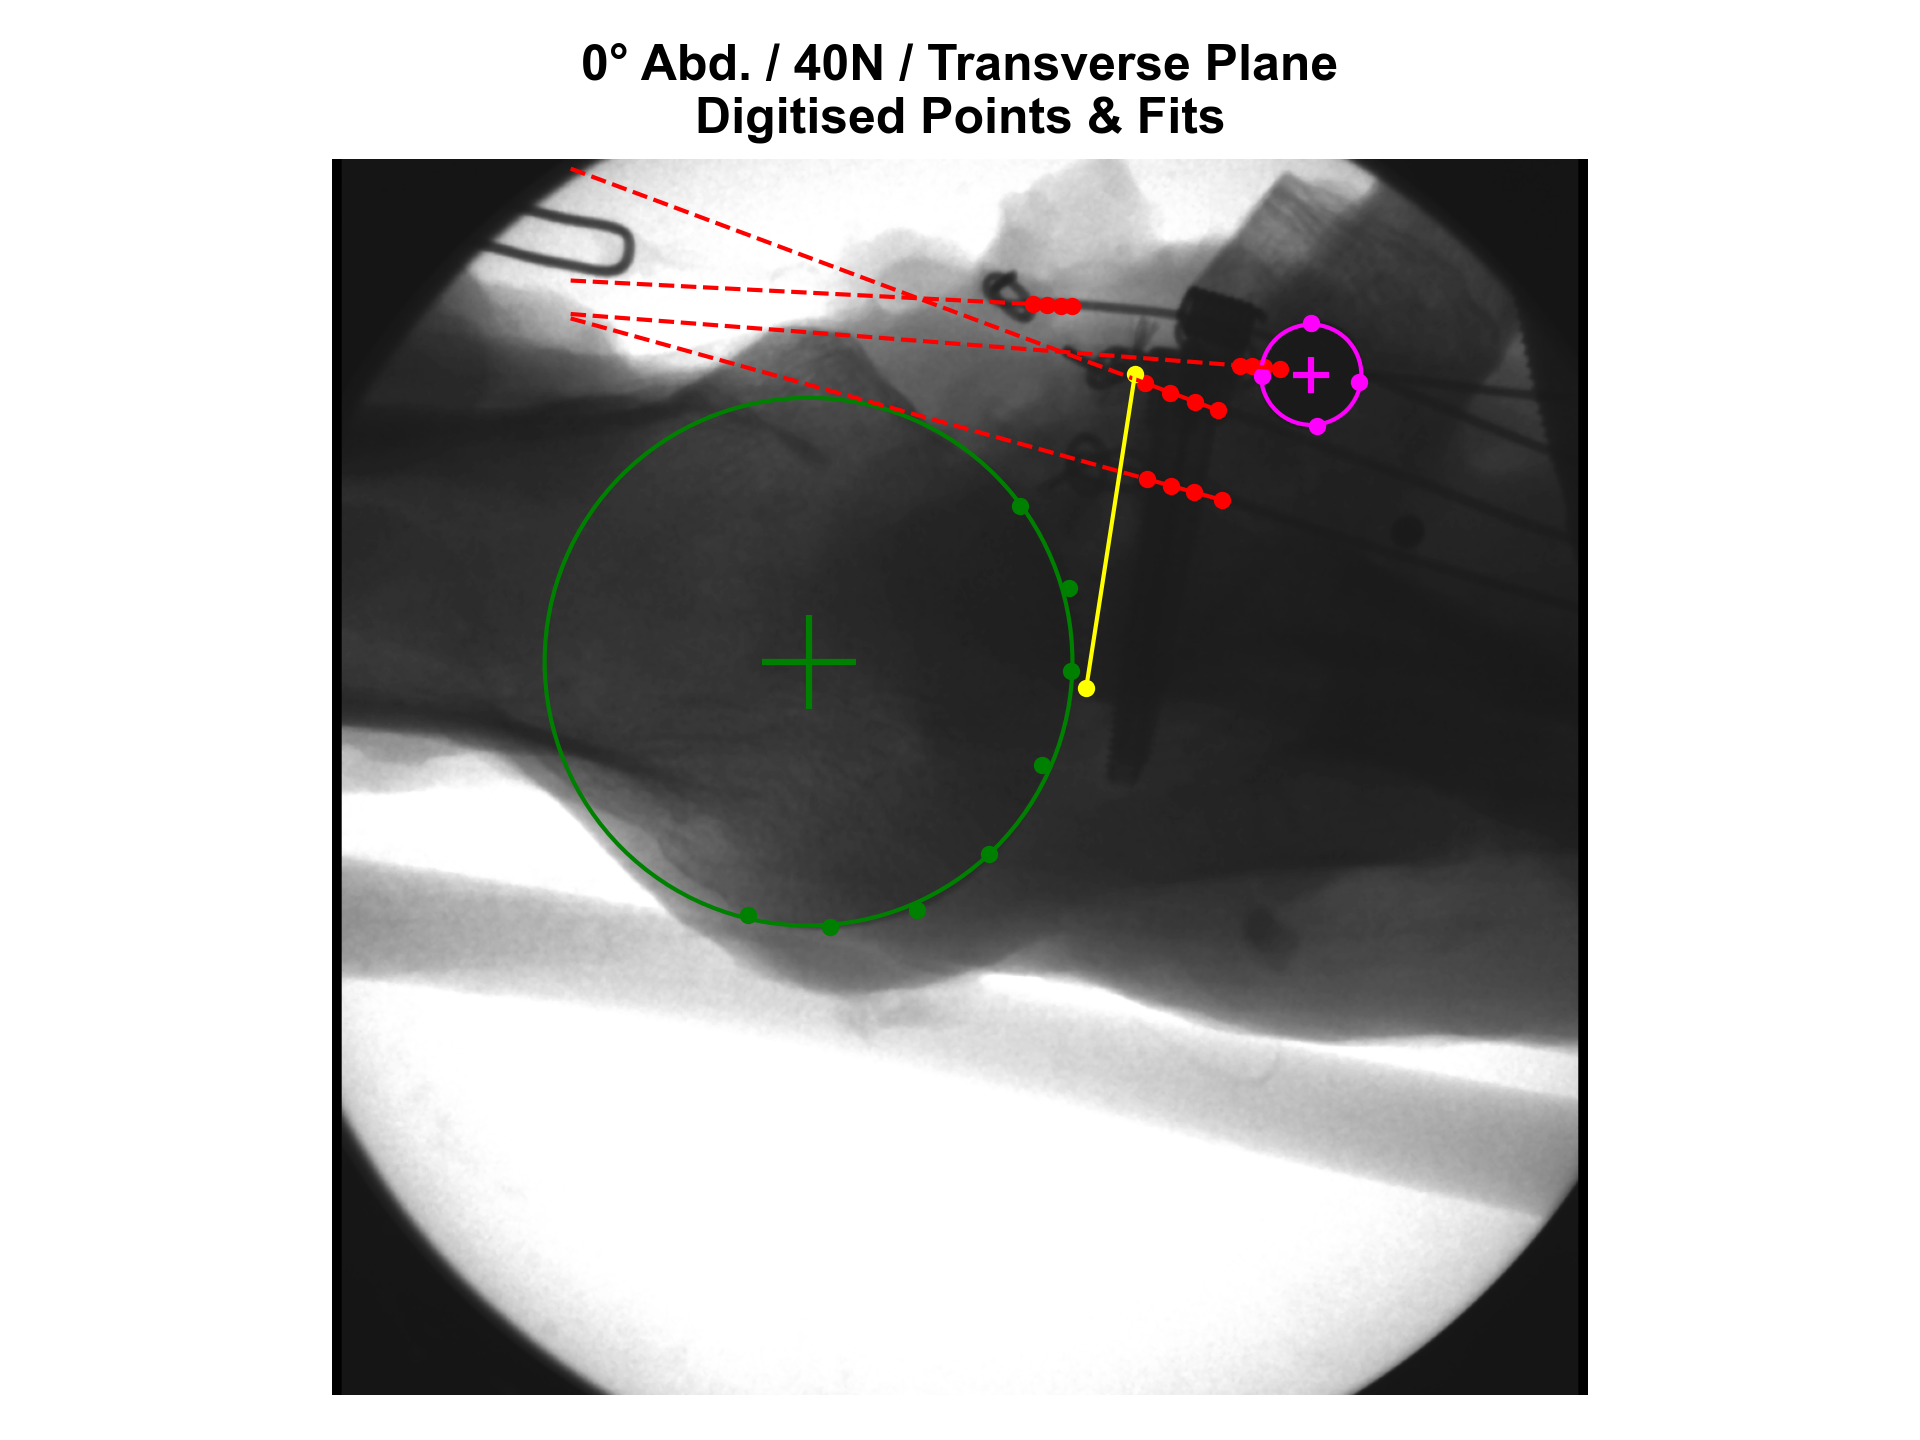 0° Abd. / 40N / Transverse Plane
Digitised Points & Fits